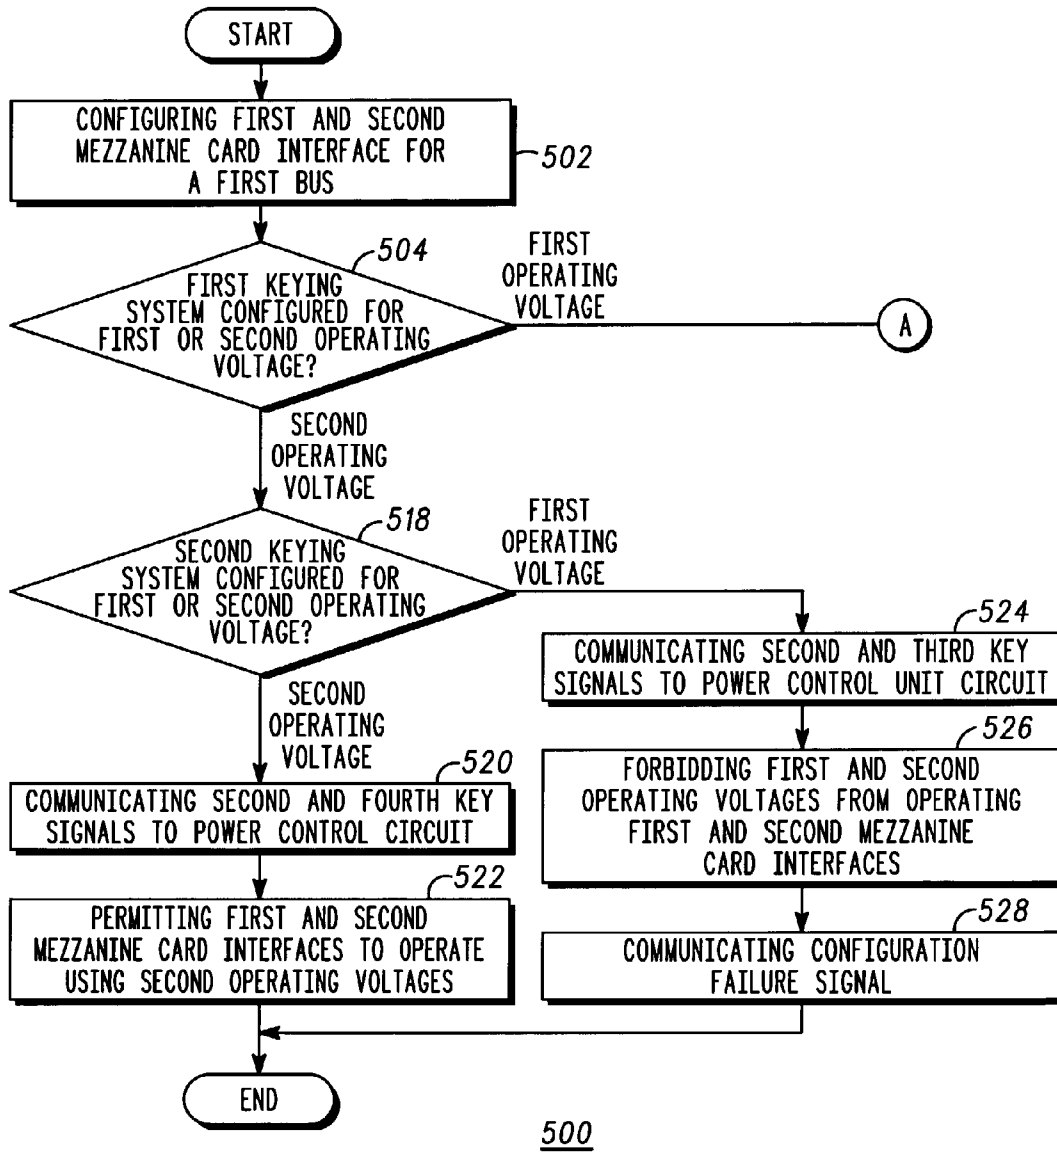 START
CONFIGURING FIRST AND SECOND
MEZZANINE CARD INTERFACE FOR
A FIRST BUS
502
504
FIRST KEYING
SYSTEM CONFIGURED FOR
FIRST OR SECOND OPERATING
VOLTAGE?
FIRST
OPERATING
VOLTAGE
A
SECOND
OPERATING
VOLTAGE
518
SECOND KEYING
SYSTEM CONFIGURED FOR
FIRST OR SECOND OPERATING
VOLTAGE?
FIRST
OPERATING
VOLTAGE
SECOND
OPERATING
VOLTAGE
524
COMMUNICATING SECOND AND THIRD KEY
SIGNALS TO POWER CONTROL UNIT CIRCUIT
526
FORBIDDING FIRST AND SECOND
OPERATING VOLTAGES FROM OPERATING
FIRST AND SECOND MEZZANINE
CARD INTERFACES
520
COMMUNICATING SECOND AND FOURTH KEY
SIGNALS TO POWER CONTROL CIRCUIT
522
PERMITTING FIRST AND SECOND
MEZZANINE CARD INTERFACES TO OPERATE
USING SECOND OPERATING VOLTAGES
528
COMMUNICATING CONFIGURATION
FAILURE SIGNAL
END
500